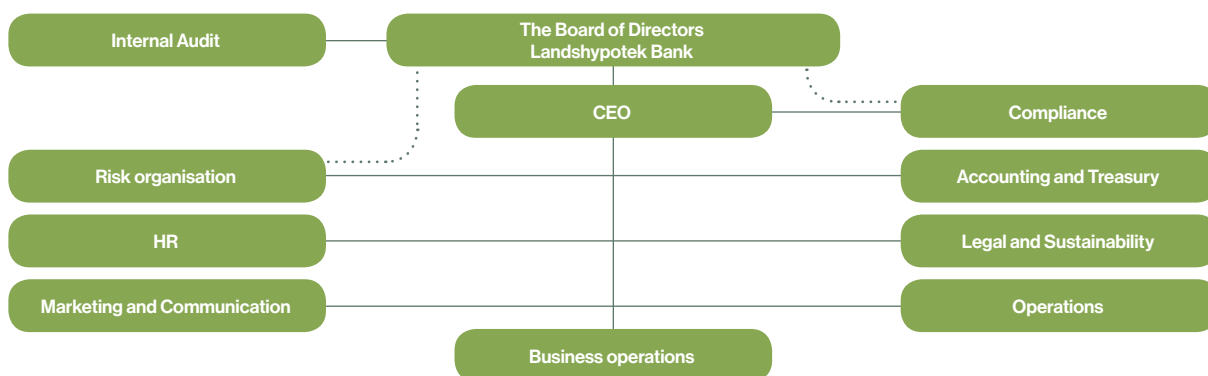 Internal Audit
The Board of Directors
Landshypotek Bank
CEO
Compliance
Risk organisation
Accounting and Treasury
HR
Legal and Sustainability
Marketing and Communication
Operations
Business operations